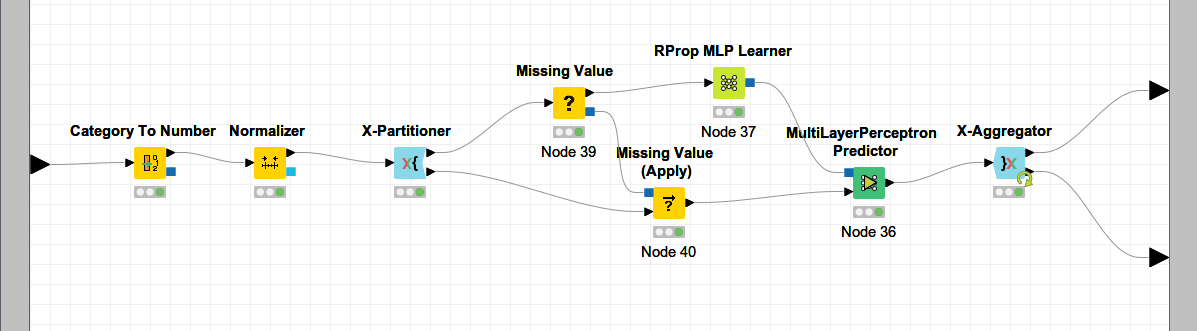 RProp MLP Learner
Missing Value
?
Category To Number
Normalizer
X-Partitioner
Node 37
MultiLayerPerceptron
Predictor
X-Aggregator
Node 39
Missing Value
(Apply)
X{
}X
?
Node 36
Node 40